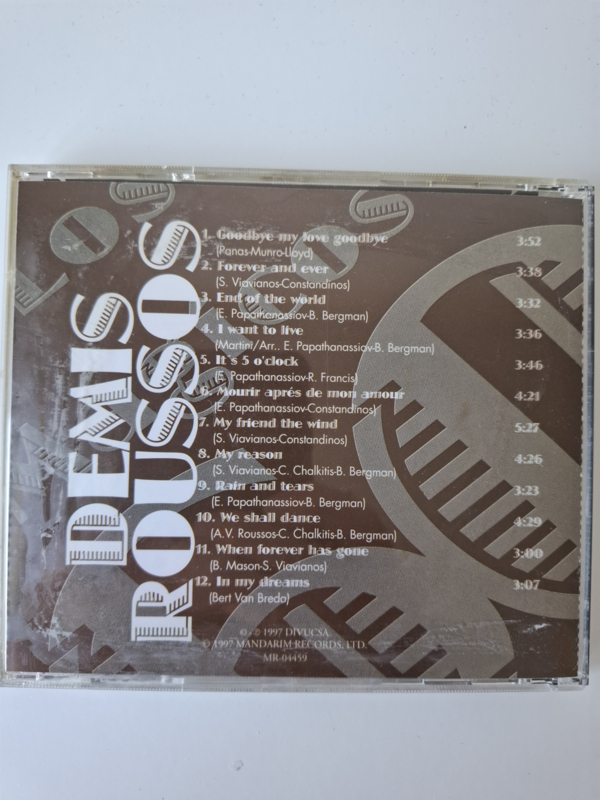 DEMIS
ROUSSOS
1. Goodbye my love goodbye 3:52
(Panas-Munro-Lloyd)
2. Forever and ever 3:38
(S. Viavianos-Constandinos)
3. End of the world 3:32
(E. Papathanassiov-B. Bergman)
4. I want to live 3:36
(Martini/Arr.. E. Papathanassiov-B. Bergman)
5. It's 5 o'clock 3:46
(E. Papathanassiov-R. Francis)
6. Mourir aprés de mon amour 4:21
(E. Papathanassiov-Constandinos)
7. My friend the wind 5:27
(S. Viavianos-Constandinos)
8. My reason 4:26
(S. Viavianos-C. Chalkitis-B. Bergman)
9. Rain and tears 3:23
(E. Papathanassiov-B. Bergman)
10. We shall dance 4:29
(A.V. Roussos-C. Chalkitis-B. Bergman)
11. When forever has gone 3:00
(B. Mason-S. Viavianos)
12. In my dreams 3:07
(Bert Van Breda)
1997 DIVUCSA
© 1997 MANDARIM RECORDS, LTD.
MR-04459